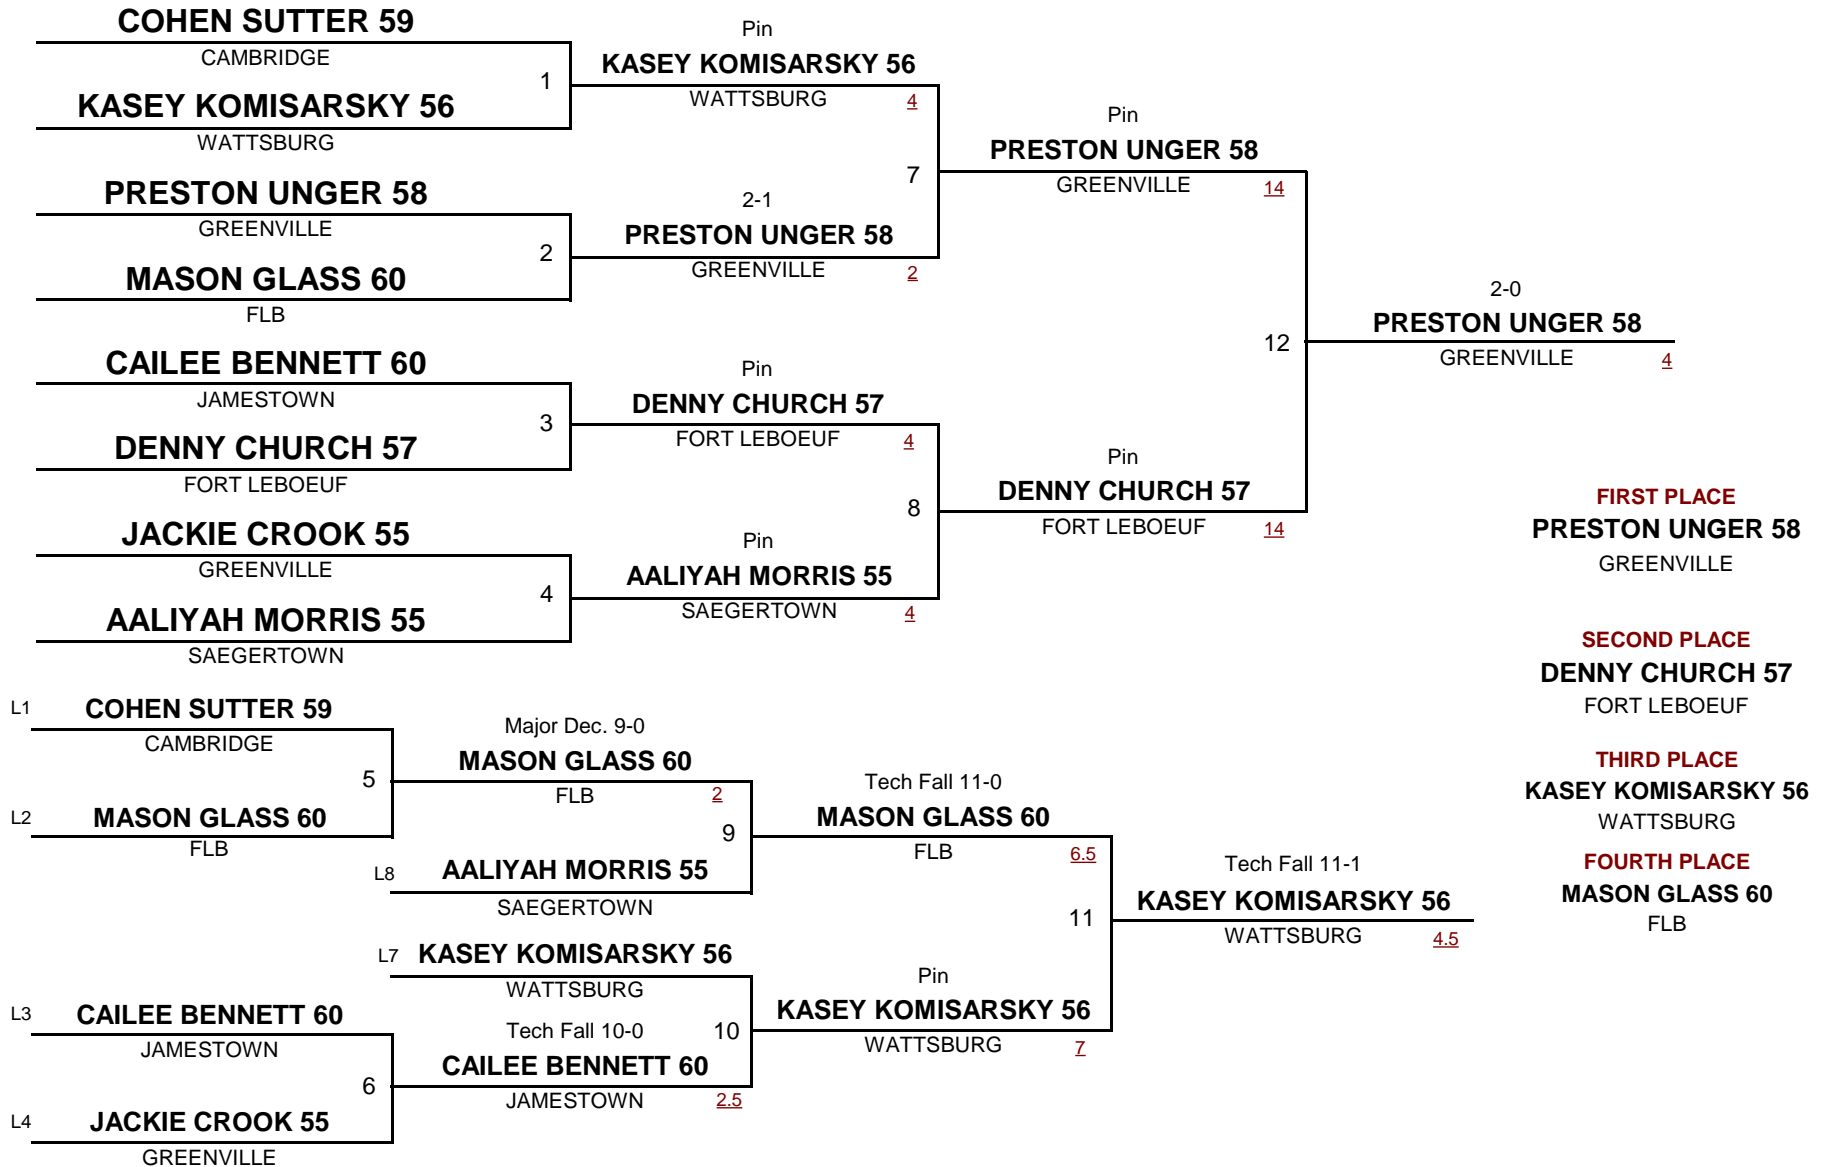 COHEN SUTTER 59
CAMBRIDGE
1
KASEY KOMISARSKY 56
WATTSBURG
PRESTON UNGER 58
GREENVILLE
2
MASON GLASS 60
FLB
CAILEE BENNETT 60
JAMESTOWN
3
DENNY CHURCH 57
FORT LEBOEUF
JACKIE CROOK 55
GREENVILLE
4
AALIYAH MORRIS 55
SAEGERTOWN
Pin
KASEY KOMISARSKY 56
WATTSBURG 4
7
2-1
PRESTON UNGER 58
GREENVILLE 2
Pin
DENNY CHURCH 57
FORT LEBOEUF 4
8
Pin
AALIYAH MORRIS 55
SAEGERTOWN 4
Pin
PRESTON UNGER 58
GREENVILLE 14
12
Pin
DENNY CHURCH 57
FORT LEBOEUF 14
2-0
PRESTON UNGER 58
GREENVILLE 4
FIRST PLACE
PRESTON UNGER 58
GREENVILLE
SECOND PLACE
DENNY CHURCH 57
FORT LEBOEUF
THIRD PLACE
KASEY KOMISARSKY 56
WATTSBURG
FOURTH PLACE
MASON GLASS 60
FLB
L1 COHEN SUTTER 59
CAMBRIDGE
5
L2 MASON GLASS 60
FLB
L3 CAILEE BENNETT 60
JAMESTOWN
6
L4 JACKIE CROOK 55
GREENVILLE
Major Dec. 9-0
MASON GLASS 60
FLB 2
9
L8 AALIYAH MORRIS 55
SAEGERTOWN
L7 KASEY KOMISARSKY 56
WATTSBURG
Tech Fall 10-0 10
CAILEE BENNETT 60
JAMESTOWN 2.5
Tech Fall 11-0
MASON GLASS 60
FLB 6.5
11
Pin
KASEY KOMISARSKY 56
WATTSBURG 7
Tech Fall 11-1
KASEY KOMISARSKY 56
WATTSBURG 4.5